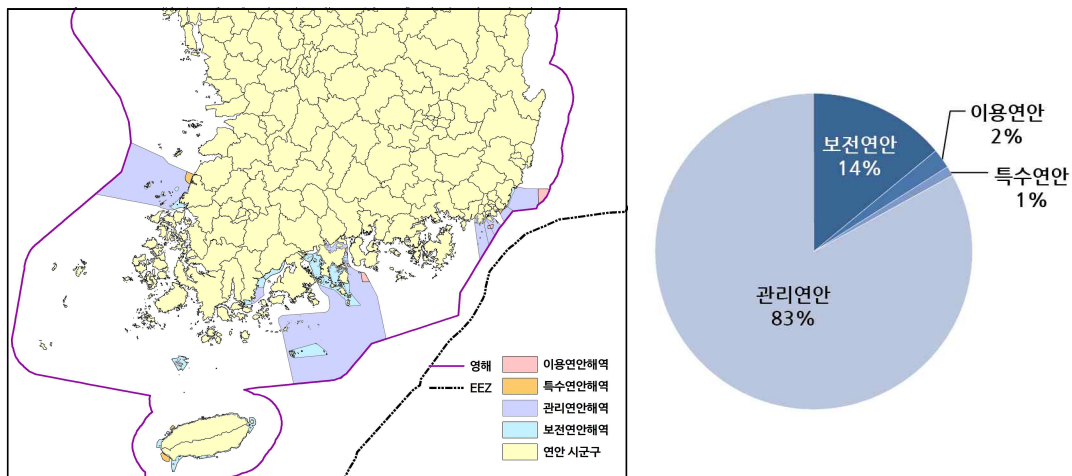 영해
EEZ
이용연안해역
특수연안해역
관리연안해역
보전연안해역
연안 시군구
보전연안
14%
이용연안
2%
특수연안
1%
관리연안
83%